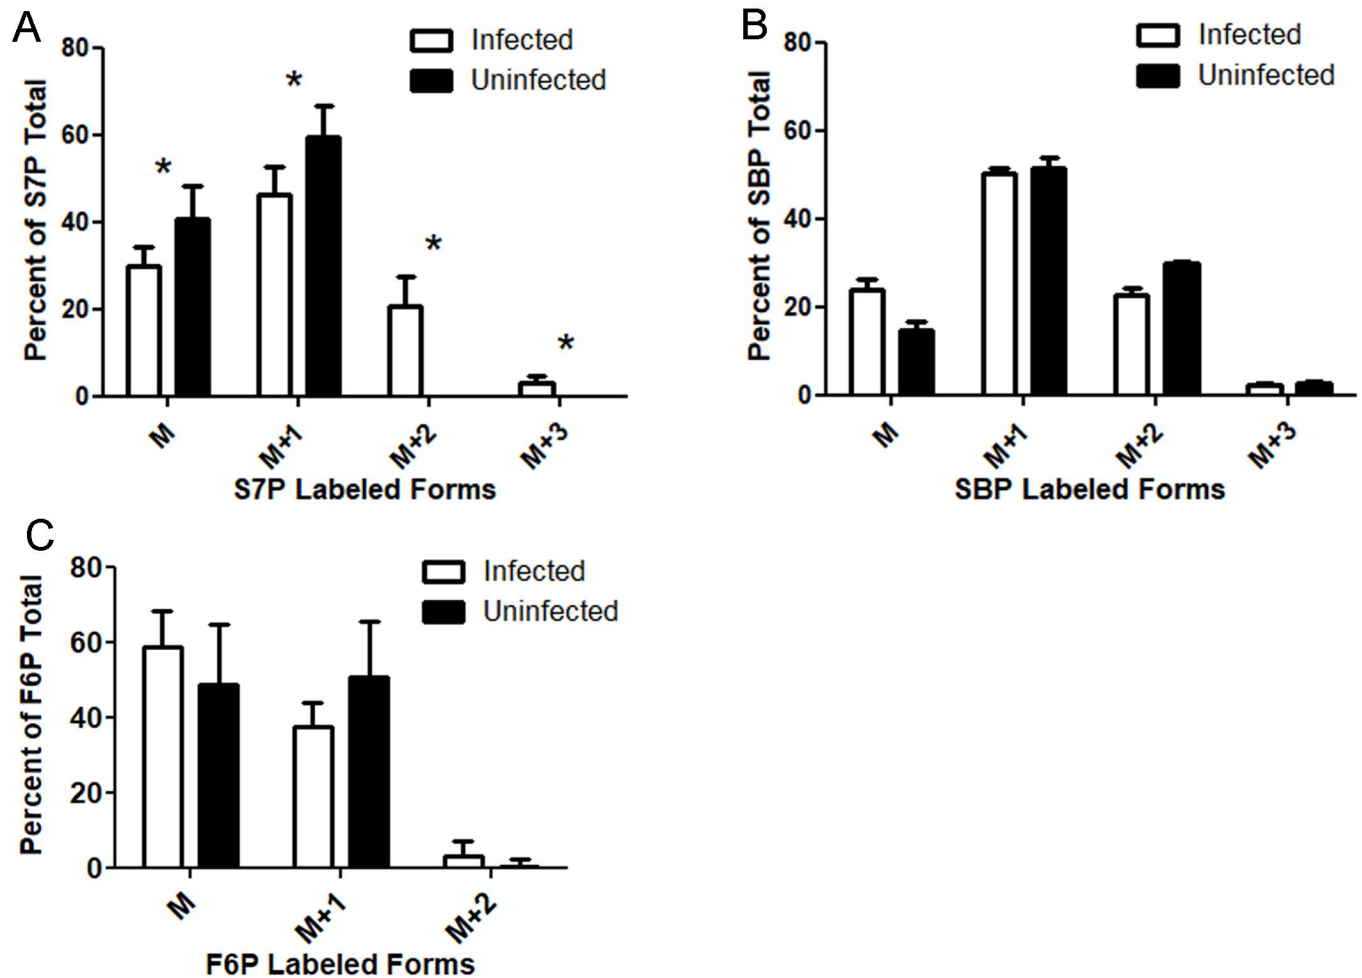 A
Infected
Uninfected
Percent of S7P Total
80
60
40
20
0
*
*
*
*
M
M+1
M+2
M+3
S7P Labeled Forms
B
Infected
Uninfected
Percent of SBP Total
80
60
40
20
0
M
M+1
M+2
M+3
SBP Labeled Forms
C
Infected
Uninfected
Percent of F6P Total
80
60
40
20
0
M
M+1
M+2
F6P Labeled Forms